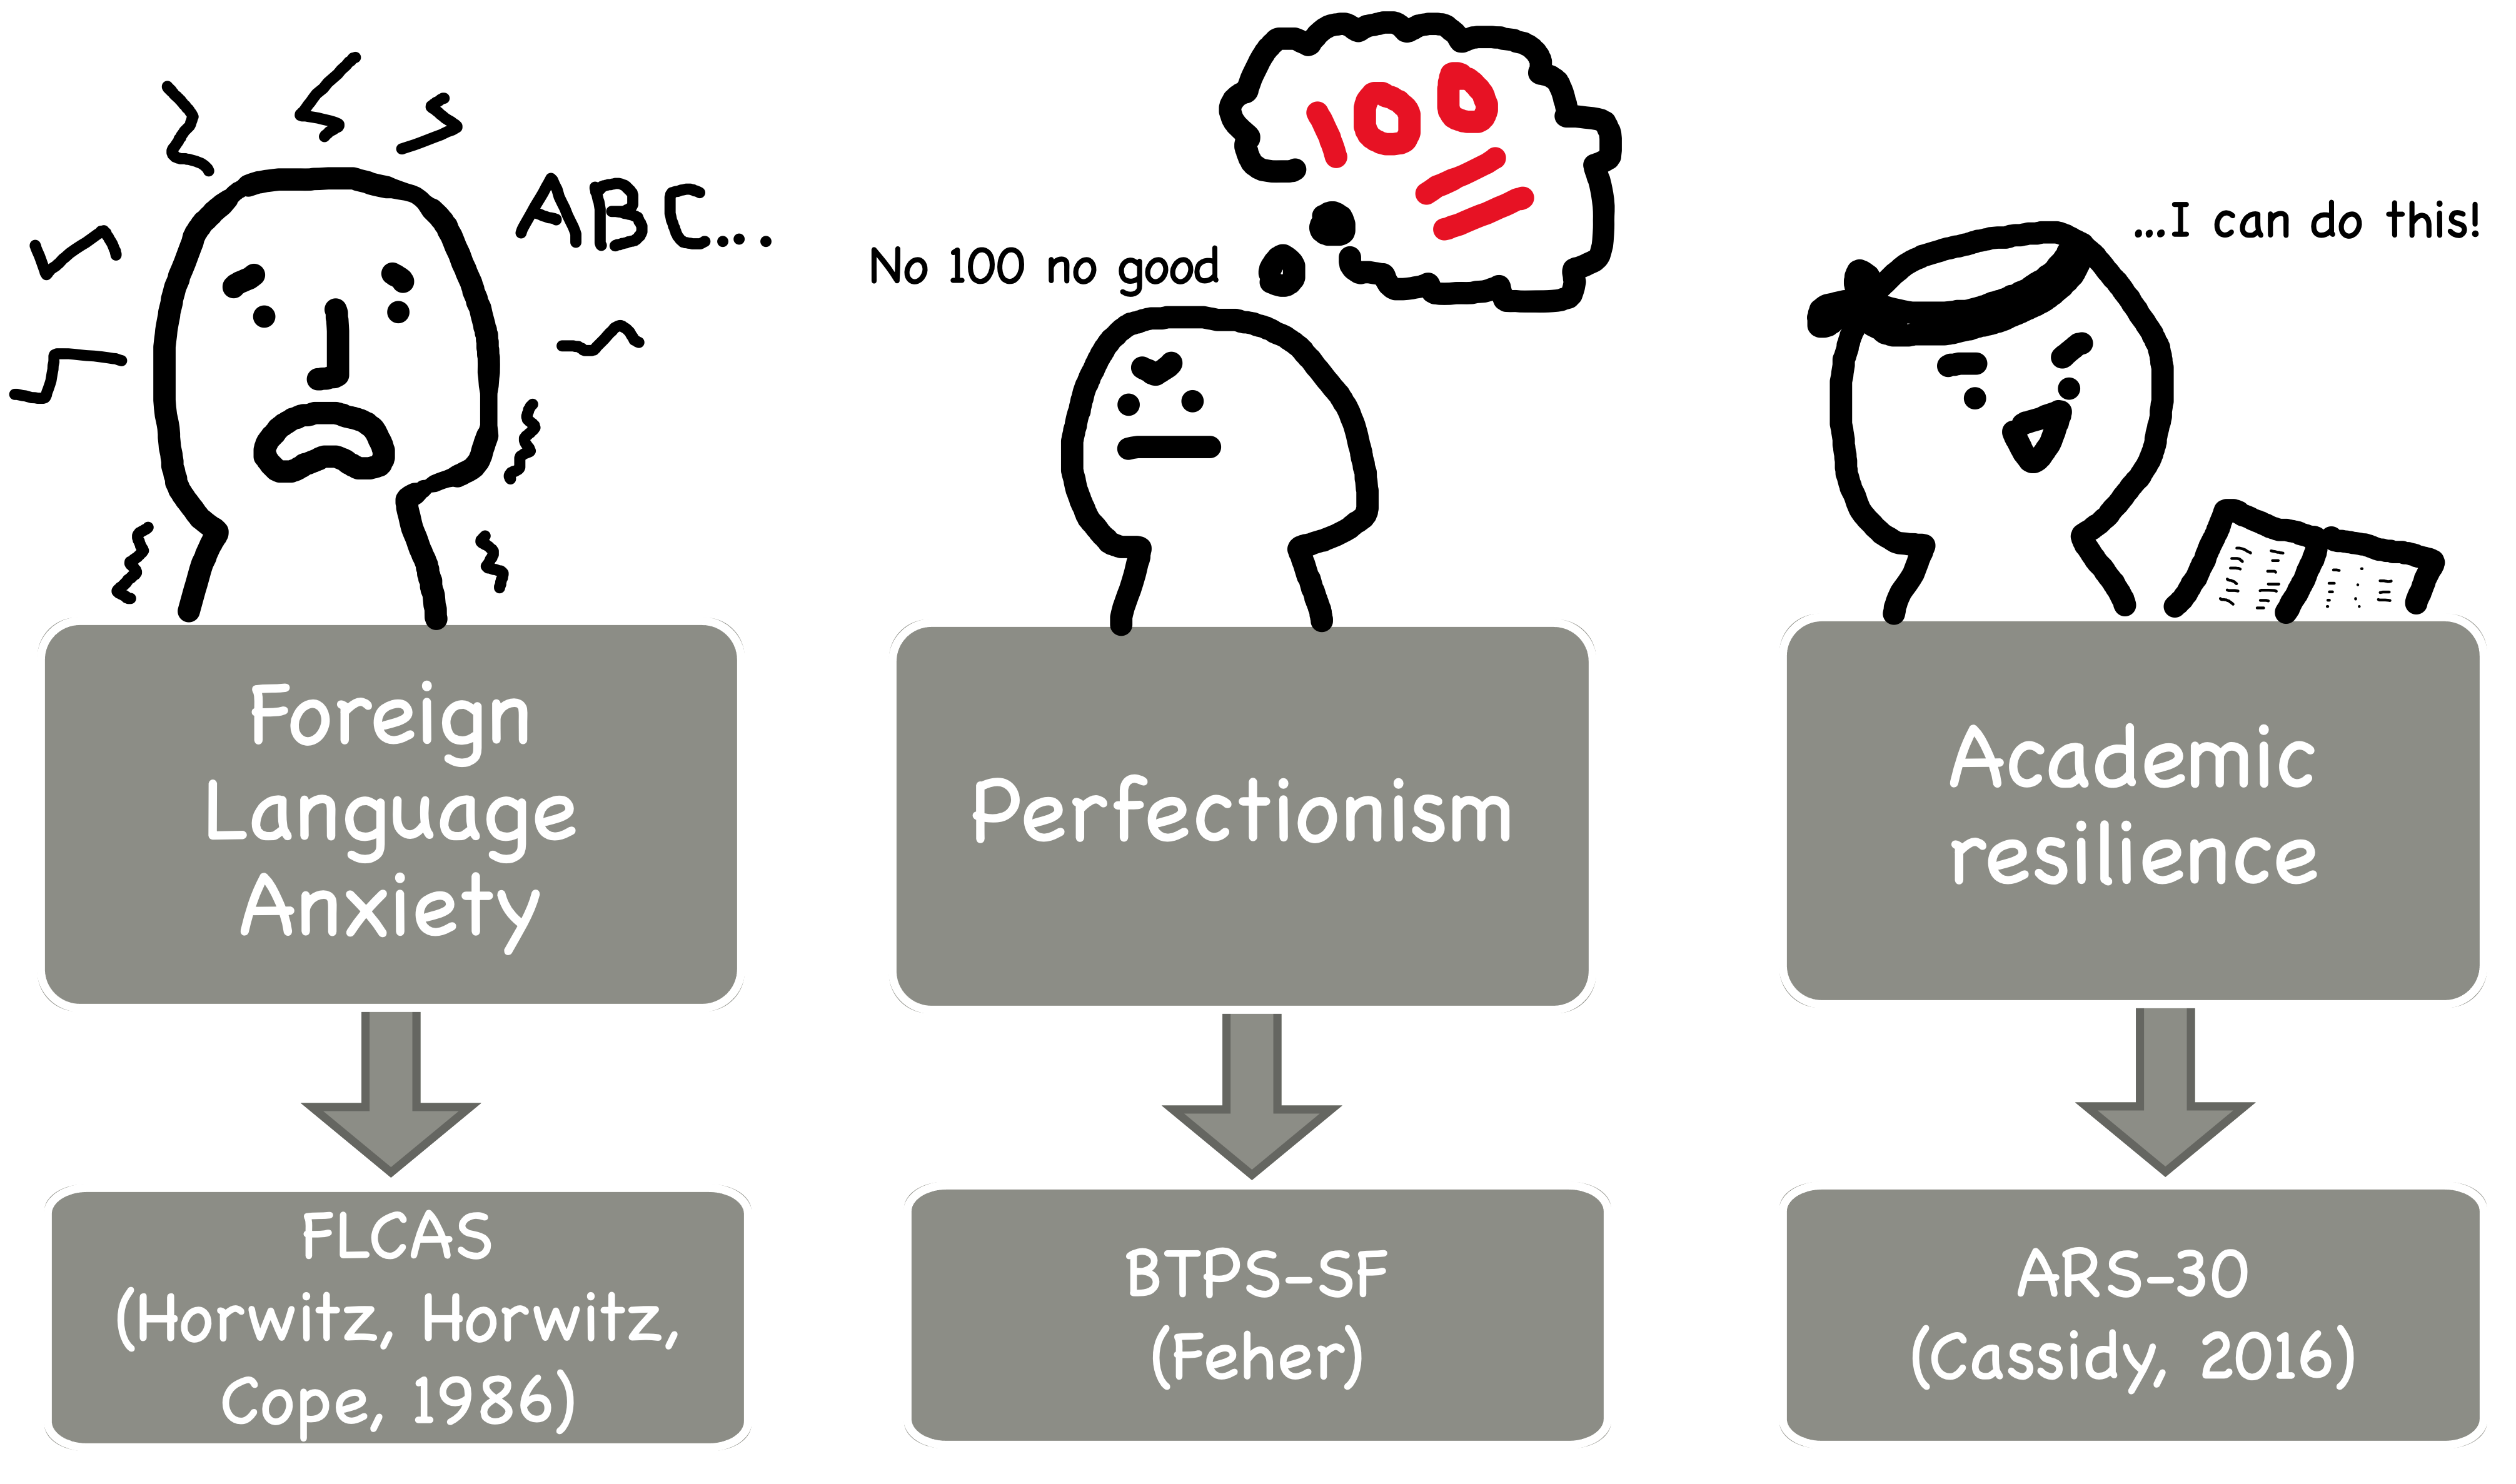 ABC...
No 100 no good
100
...I can do this!
Foreign
Language
Anxiety
Perfectionism
Academic
resilience
FLCAS
(Horwitz, Horwitz,
Cope, 1986)
BTPS-SF
(Feher)
ARS-30
(Cassidy, 2016)